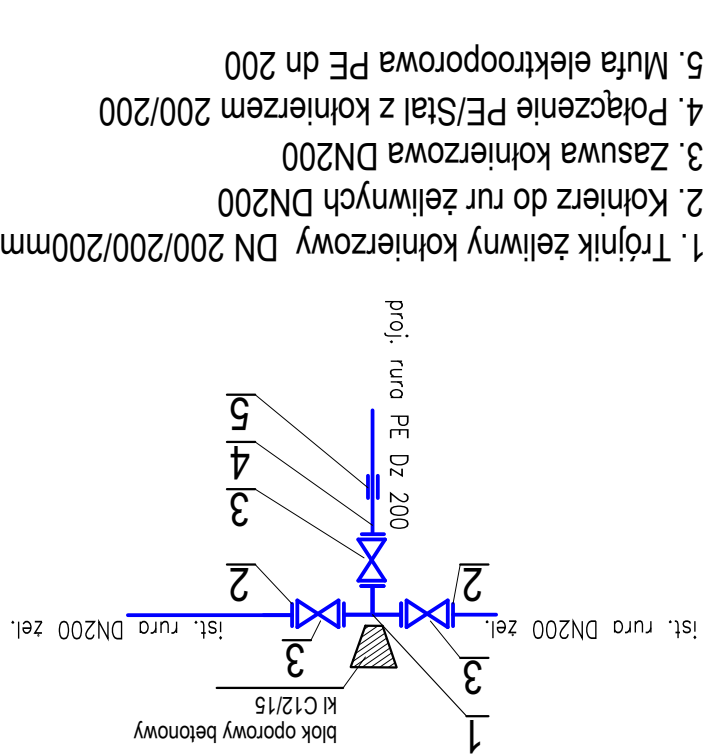 1
blok oporowy betonowy
kl C12/15
3
3
ist. rura DN200 żel.
ist. rura DN200 żel.
2
2
3
4
5
proj. rura PE Dz 200
1. Trójnik żeliwny kołnierzowy DN 200/200/200mm
2. Kołnierz do rur żeliwnych DN200
3. Zasuwa kołnierzowa DN200
4. Połączenie PE/Stal z kołnierzem 200/200
5. Mufa elektrooporowa PE dn 200